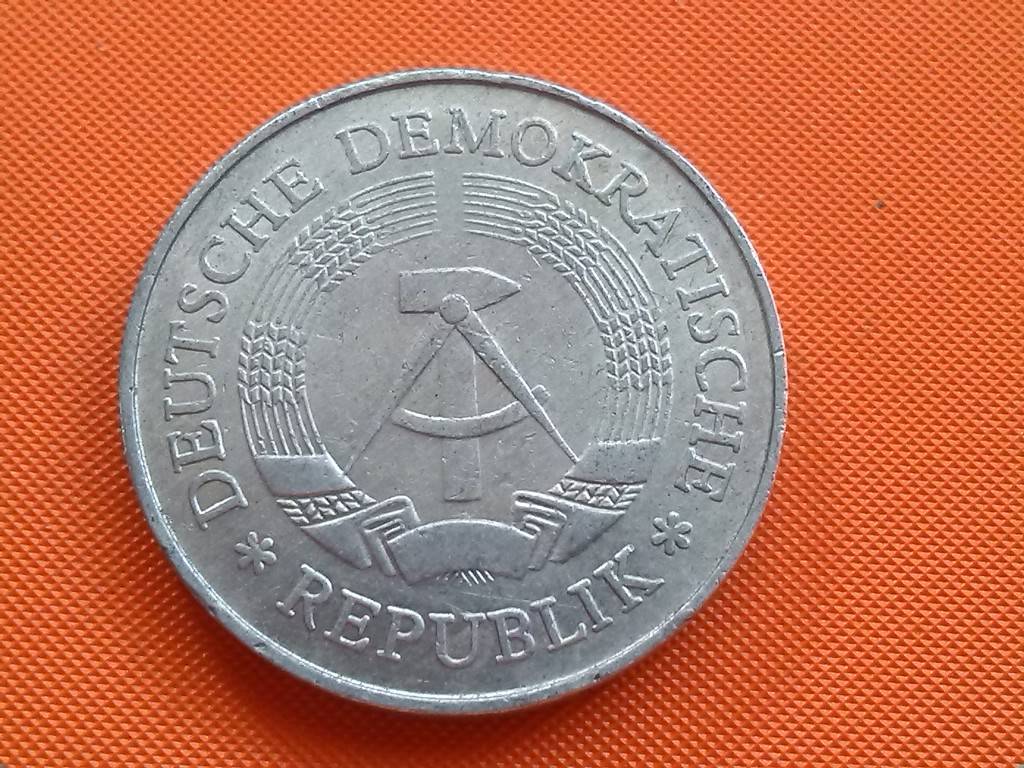 DEUTSCHE DEMOKRATISCHE
* REPUBLIK *